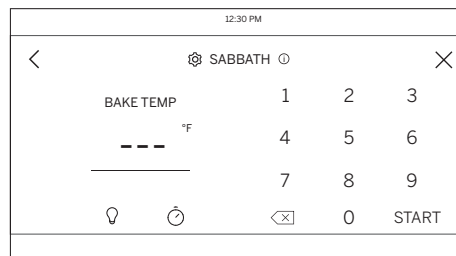 12:30 PM
SABBATH
BAKE TEMP
°F
---
1 2 3
4 5 6
7 8 9
0 START